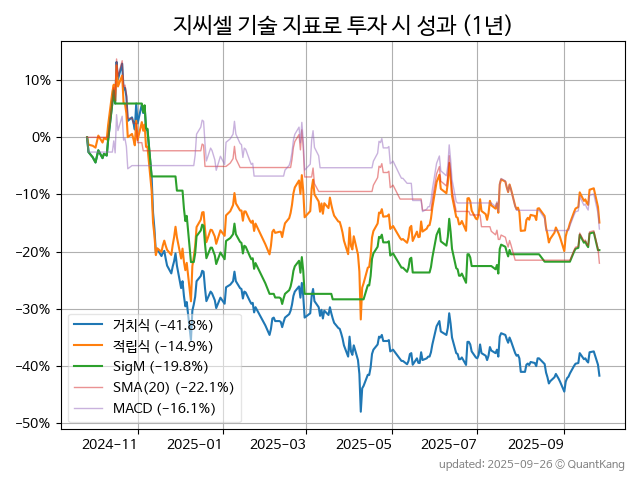 지씨셀 기술 지표로 투자 시 성과 (1년)
10%
0%
−10%
−20%
−30%
−40%
−50%
거치식 (−41.8%)
적립식 (−14.9%)
SigM (−19.8%)
SMA(20) (−22.1%)
MACD (−16.1%)
2024−11
2025−01
2025−03
2025−05
2025−07
2025−09
updated: 2025−09−26 © QuantKang